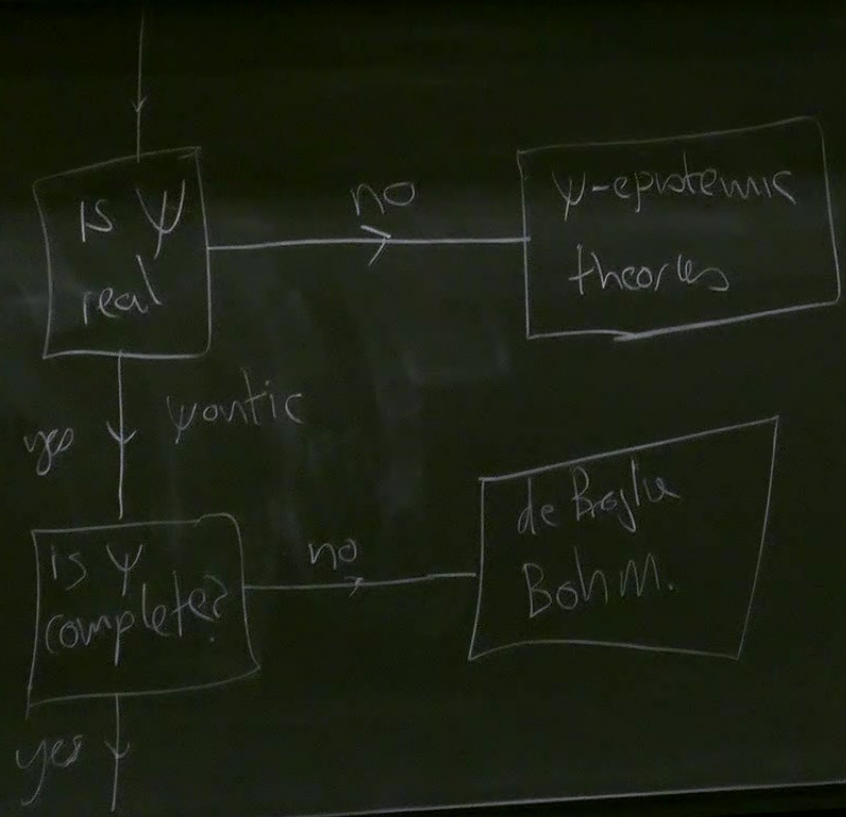 is ψ
real
no
ψ-epistemic
theories
yes
ψ ontic
is ψ
complete?
no
de Broglie
Bohm.
yes